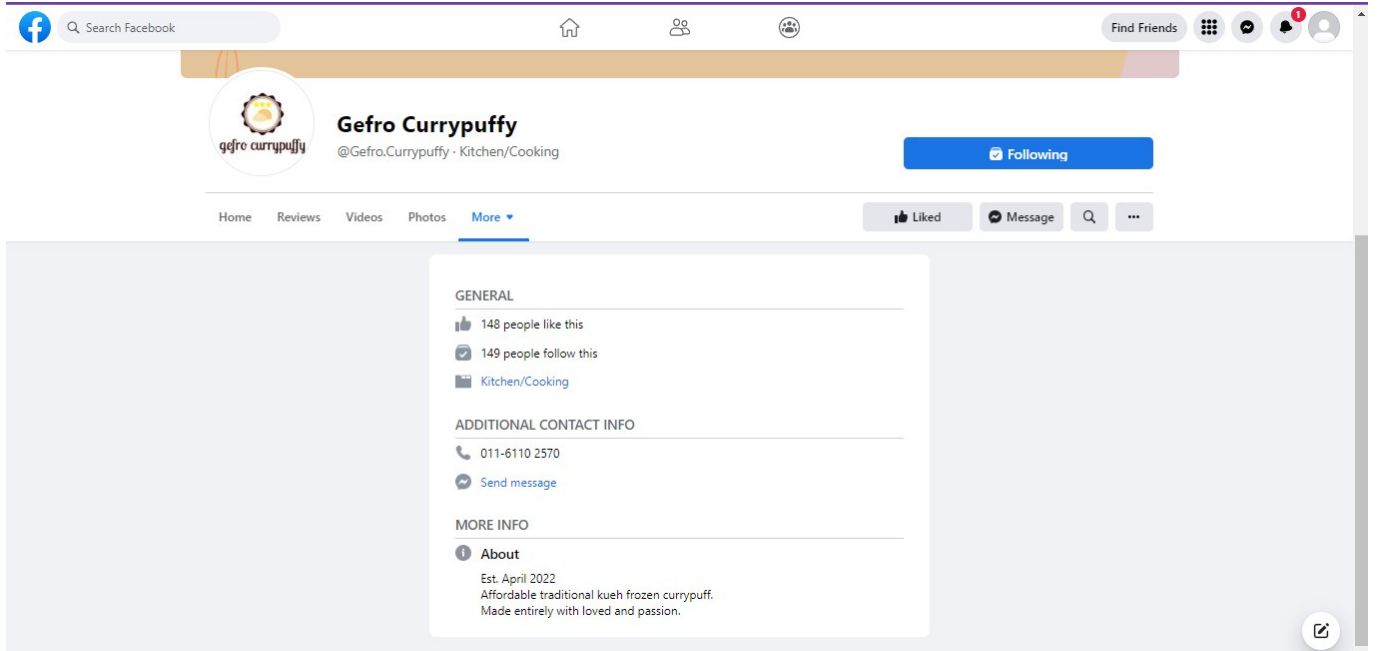 Search Facebook
Find Friends
1
gefro currypuffy
Gefro Currypuffy
@Gefro.Currypuffy · Kitchen/Cooking
Following
Home Reviews Videos Photos More
Liked Message
GENERAL
148 people like this
149 people follow this
Kitchen/Cooking
ADDITIONAL CONTACT INFO
011-6110 2570
Send message
MORE INFO
About
Est. April 2022
Affordable traditional kueh frozen currypuff.
Made entirely with loved and passion.